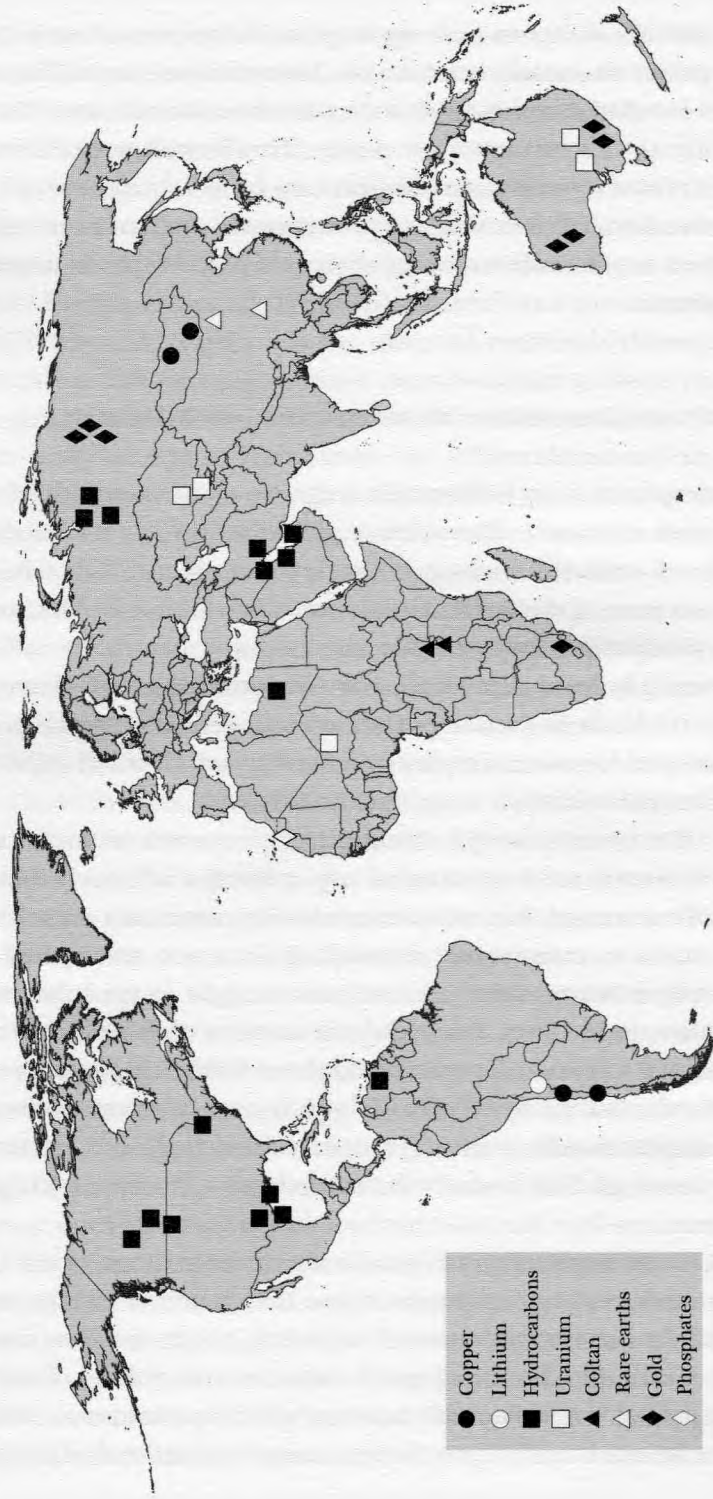 Copper
Lithium
Hydrocarbons
Uranium
Coltan
Rare earths
Gold
Phosphates